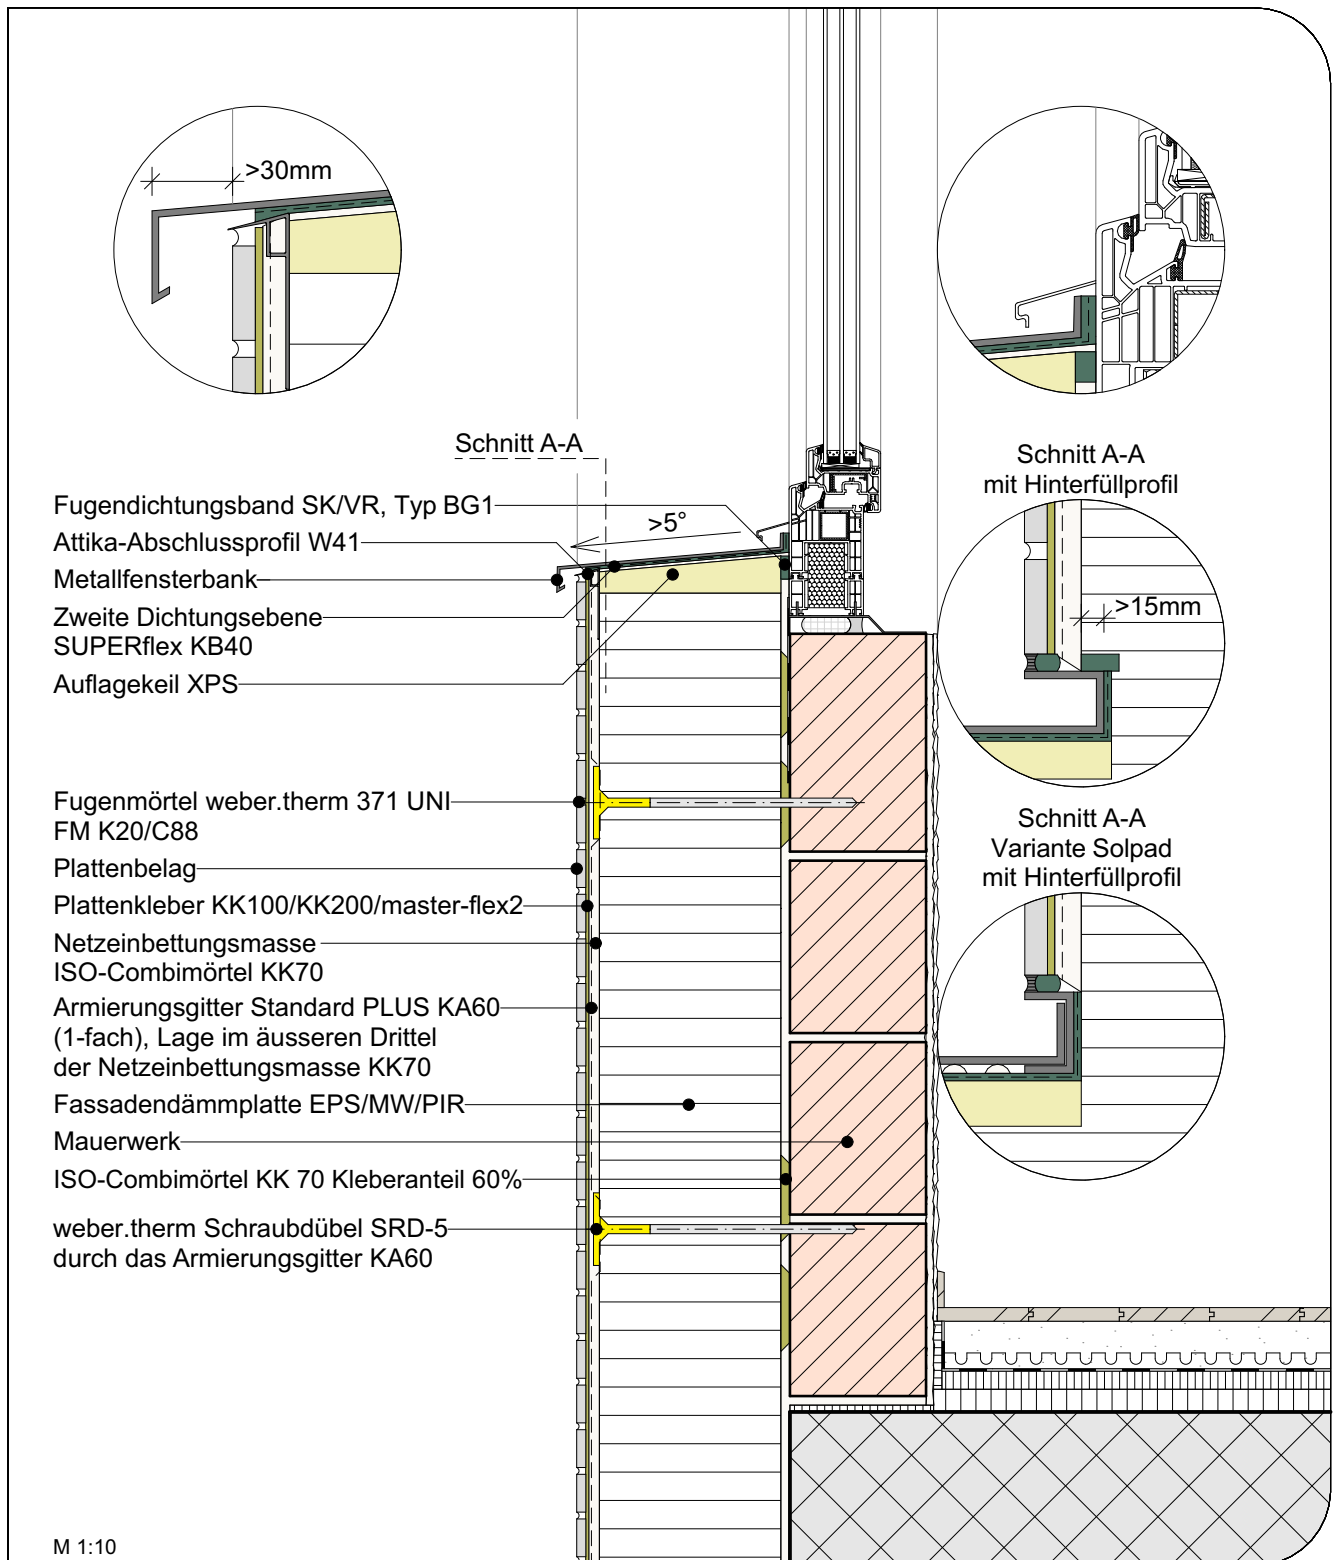 >30mm
Schnitt A-A
Fugendichtungsband SK/VR, Typ BG1
>5°
Attika-Abschlussprofil W41
Metallfensterbank
Zweite Dichtungsebene
SUPERflex KB40
Auflagekeil XPS
Fugenmörtel weber.therm 371 UNI
FM K20/C88
Plattenbelag
Plattenkleber KK100/KK200/master-flex2
Netzeinbettungsmasse
ISO-Combimörtel KK70
Armierungsgitter Standard PLUS KA60
(1-fach), Lage im äusseren Drittel
der Netzeinbettungsmasse KK70
Fassadendämmplatte EPS/MW/PIR
Mauerwerk
ISO-Combimörtel KK 70 Kleberanteil 60%
weber.therm Schraubdübel SRD-5
durch das Armierungsgitter KA60
Schnitt A-A
mit Hinterfüllprofil
>15mm
Schnitt A-A
Variante Solpad
mit Hinterfüllprofil
M 1:10